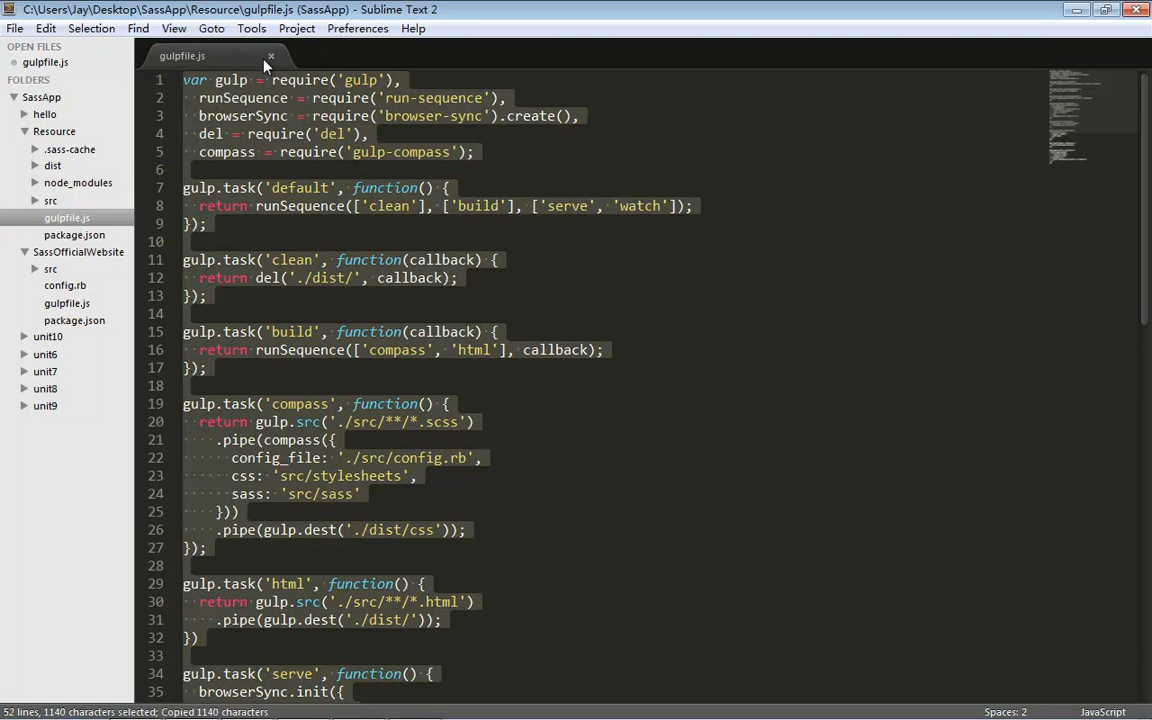 C:\Users\Jay\Desktop\SassApp\Resource\gulpfile.js (SassApp) - Sublime Text 2
File Edit Selection Find View Goto Tools Project Preferences Help
OPEN FILES
gulpfile.js
FOLDERS
SassApp
hello
Resource
.sass-cache
dist
node_modules
src
gulpfile.js
package.json
SassOfficialWebsite
src
config.rb
gulpfile.js
package.json
unit10
unit6
unit7
unit8
unit9
gulpfile.js
1 var gulp = require('gulp'),
2   runSequence = require('run-sequence'),
3   browserSync = require('browser-sync').create(),
4   del = require('del'),
5   compass = require('gulp-compass');
6
7 gulp.task('default', function() {
8   return runSequence(['clean'], ['build'], ['serve', 'watch']);
9 });
10
11 gulp.task('clean', function(callback) {
12   return del('./dist/', callback);
13 });
14
15 gulp.task('build', function(callback) {
16   return runSequence(['compass', 'html'], callback);
17 });
18
19 gulp.task('compass', function() {
20   return gulp.src('./src/**/*.scss')
21     .pipe(compass({
22       config_file: './src/config.rb',
23       css: 'src/stylesheets',
24       sass: 'src/sass'
25     }))
26     .pipe(gulp.dest('./dist/css'));
27 });
28
29 gulp.task('html', function() {
30   return gulp.src('./src/**/*.html')
31     .pipe(gulp.dest('./dist/'));
32 })
33
34 gulp.task('serve', function() {
35   browserSync.init({
52 lines, 1140 characters selected; Copied 1140 characters
Spaces: 2
JavaScript